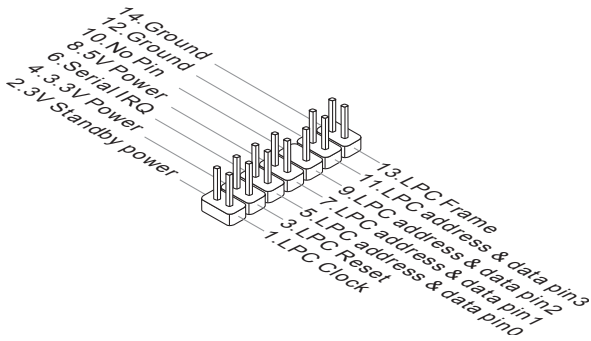 14.Ground
12.Ground
10.No Pin
8.5V Power
6.Serial IRQ
4.3.3V Power
2.3V Standby power
13.LPC Frame
11.LPC address & data pin3
9.LPC address & data pin2
7.LPC address & data pin1
5.LPC address & data pin0
3.LPC Reset
1.LPC Clock